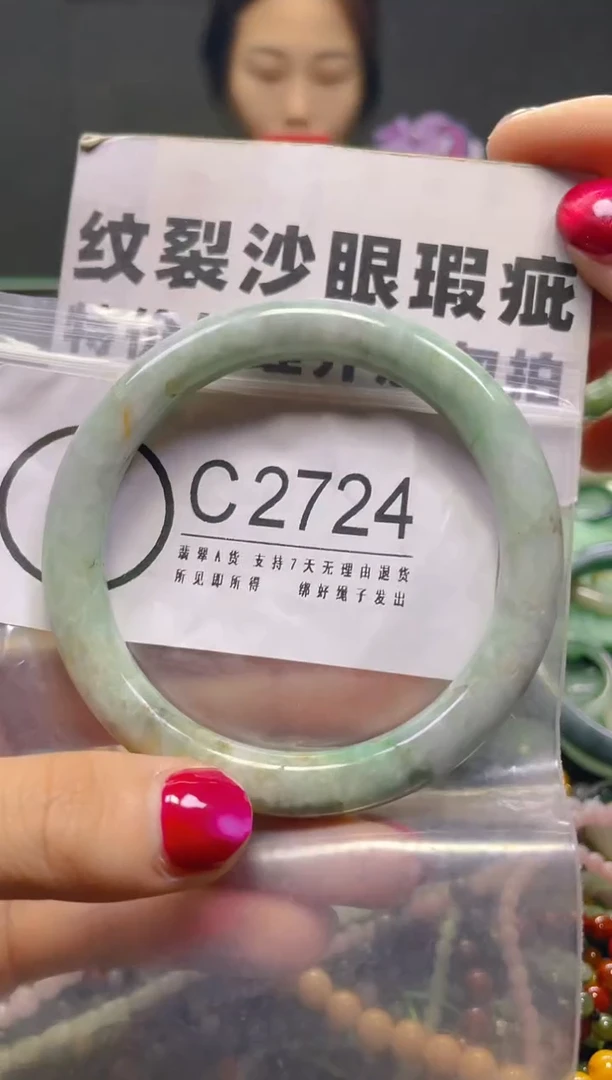 纹裂沙眼瑕疵
C2724
翡翠A货 支持7天无理由退货
所见即所得 绑好绳子发出